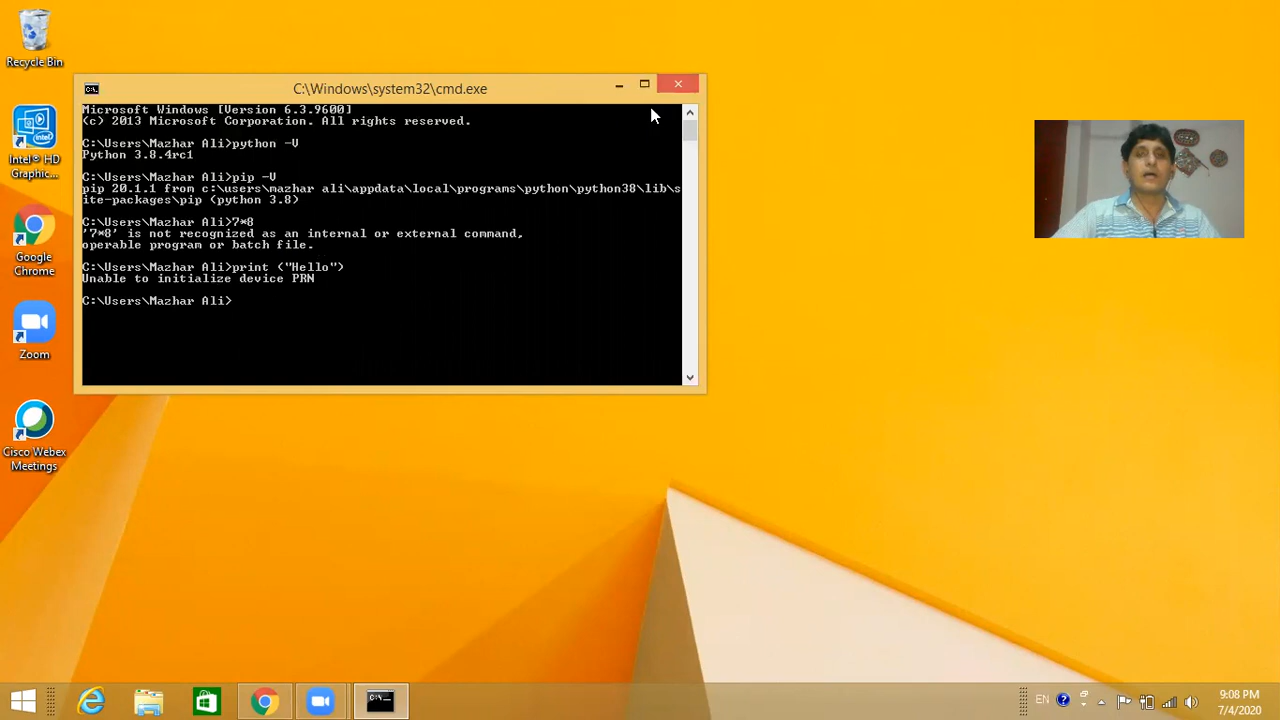 Recycle Bin
Intel® HD
Graphic...
Google
Chrome
Zoom
Cisco Webex
Meetings
C:\Windows\system32\cmd.exe
Microsoft Windows [Version 6.3.9600]
(c) 2013 Microsoft Corporation. All rights reserved.
C:\Users\Mazhar Ali>python -V
Python 3.8.4rc1
C:\Users\Mazhar Ali>pip -V
pip 20.1.1 from c:\users\mazhar ali\appdata\local\programs\python\python38\lib\s
ite-packages\pip (python 3.8)
C:\Users\Mazhar Ali>7*8
'7*8' is not recognized as an internal or external command,
operable program or batch file.
C:\Users\Mazhar Ali>print ("Hello")
Unable to initialize device PRN
C:\Users\Mazhar Ali>
EN
9:08 PM
7/4/2020